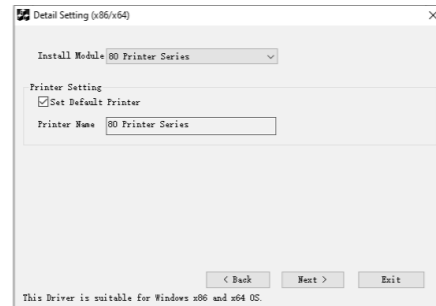 Detail Setting (x86/x64)
Install Module 80 Printer Series
Printer Setting
Set Default Printer
Printer Name 80 Printer Series
< Back Next > Exit
This Driver is suitable for Windows x86 and x64 OS.